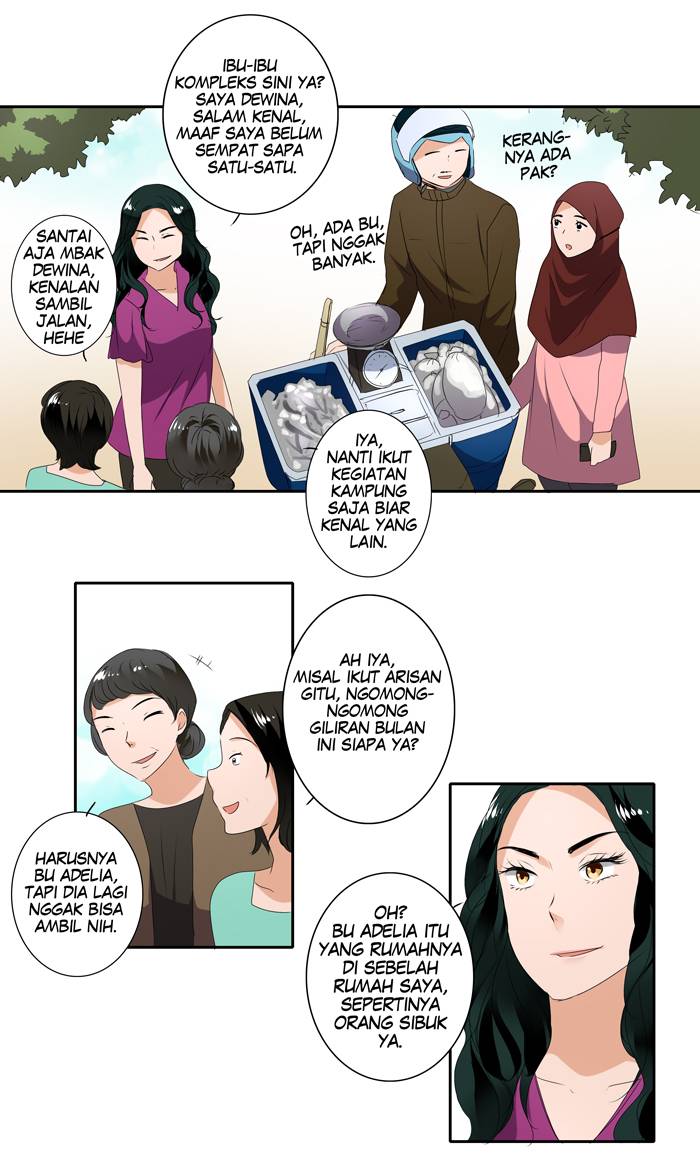 IBU-IBU
KOMPLEKS SINI YA?
SAYA DEWINA,
SALAM KENAL,
MAAF SAYA BELUM
SEMPAT SAPA
SATU-SATU.
SANTAI
AJA MBAK
DEWINA,
KENALAN
SAMBIL
JALAN,
HEHE
KERANG-
NYA ADA
PAK?
OH, ADA BU,
TAPI NGGAK
BANYAK.
IYA,
NANTI IKUT
KEGIATAN
KAMPUNG
SAJA BIAR
KENAL YANG
LAIN.
AH IYA,
MISAL IKUT ARISAN
GITU, NGOMONG-
NGOMONG
GILIRAN BULAN
INI SIAPA YA?
HARUSNYA
BU ADELIA,
TAPI DIA LAGI
NGGAK BISA
AMBIL NIH.
OH?
BU ADELIA ITU
YANG RUMAHNYA
DI SEBELAH
RUMAH SAYA,
SEPERTINYA
ORANG SIBUK
YA.